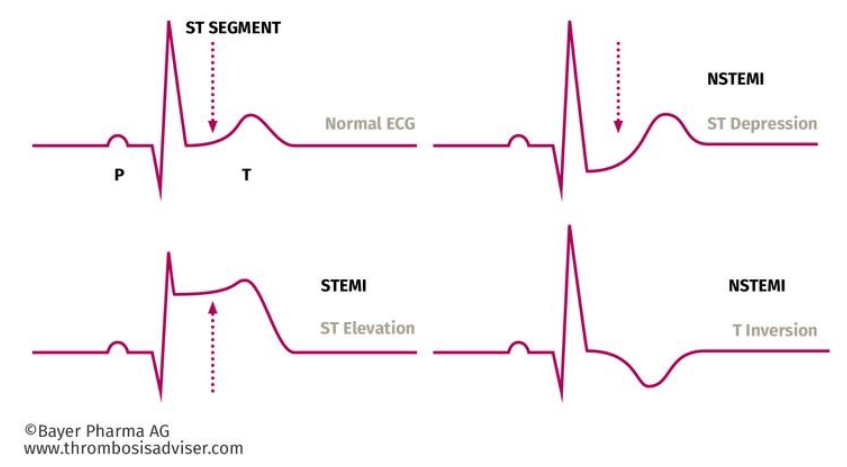 ST SEGMENT
Normal ECG
P
T
NSTEMI
ST Depression
STEMI
ST Elevation
NSTEMI
T Inversion
©Bayer Pharma AG
www.thrombosisadviser.com